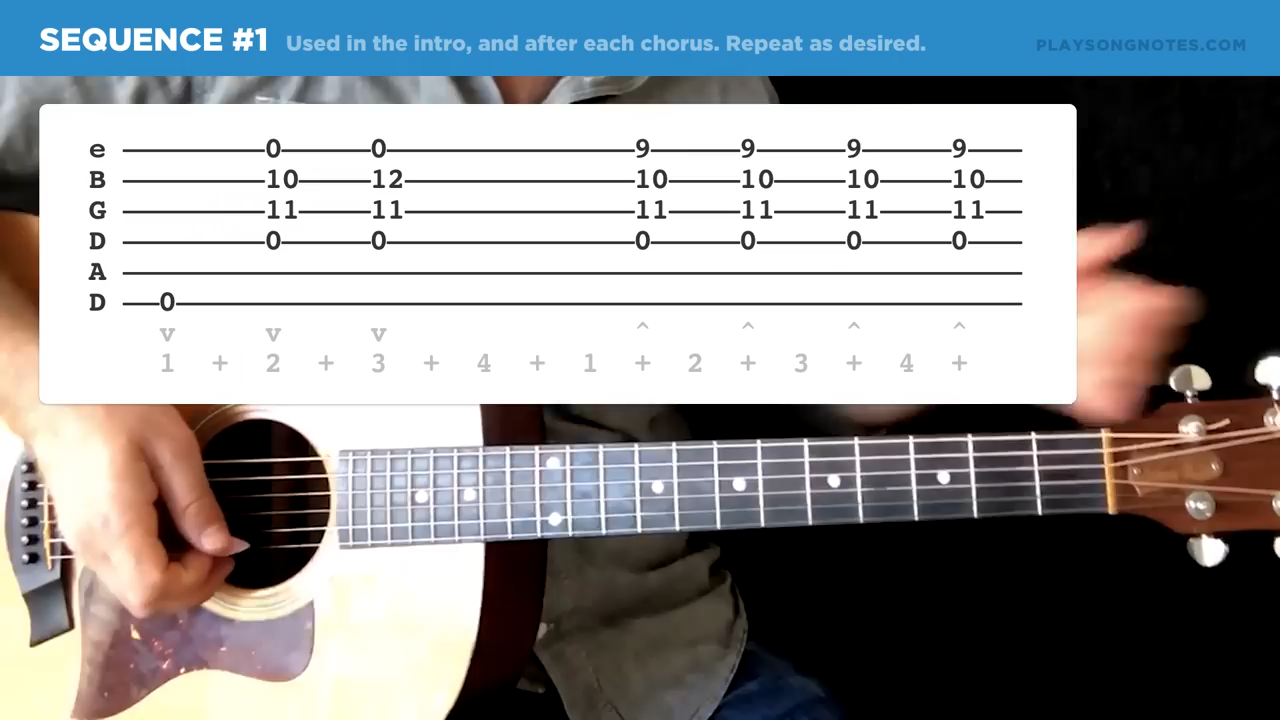 SEQUENCE #1 Used in the intro, and after each chorus. Repeat as desired. PLAYSONGNOTES.COM
e 0 0 9 9 9 9
B 10 12 10 10 10 10
G 11 11 11 11 11 11
D 0 0 0 0 0 0
A
D 0
v v v ^ ^ ^ ^
1 + 2 + 3 + 4 + 1 + 2 + 3 + 4 +